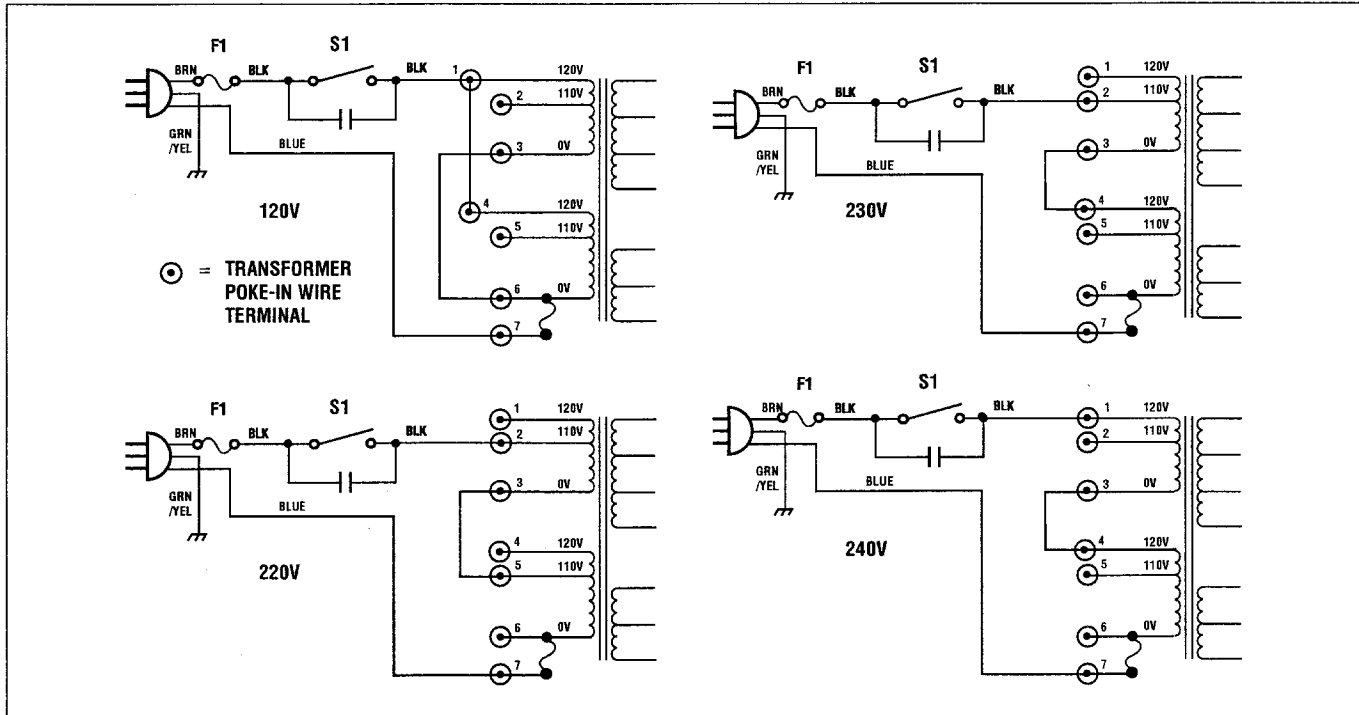 F1 S1
BRN BLK BLK 1 120V
2 110V
GRN
/YEL
BLUE 3 0V
4 120V
120V
5 110V
= TRANSFORMER
POKE-IN WIRE
TERMINAL
6 0V
7
F1 S1
BRN BLK BLK 1 120V
2 110V
GRN
/YEL
BLUE 3 0V
4 120V
230V
5 110V
6 0V
7
F1 S1
BRN BLK BLK 1 120V
2 110V
GRN
/YEL
BLUE 3 0V
4 120V
220V
5 110V
6 0V
7
F1 S1
BRN BLK BLK 1 120V
2 110V
GRN
/YEL
BLUE 3 0V
4 120V
240V
5 110V
6 0V
7